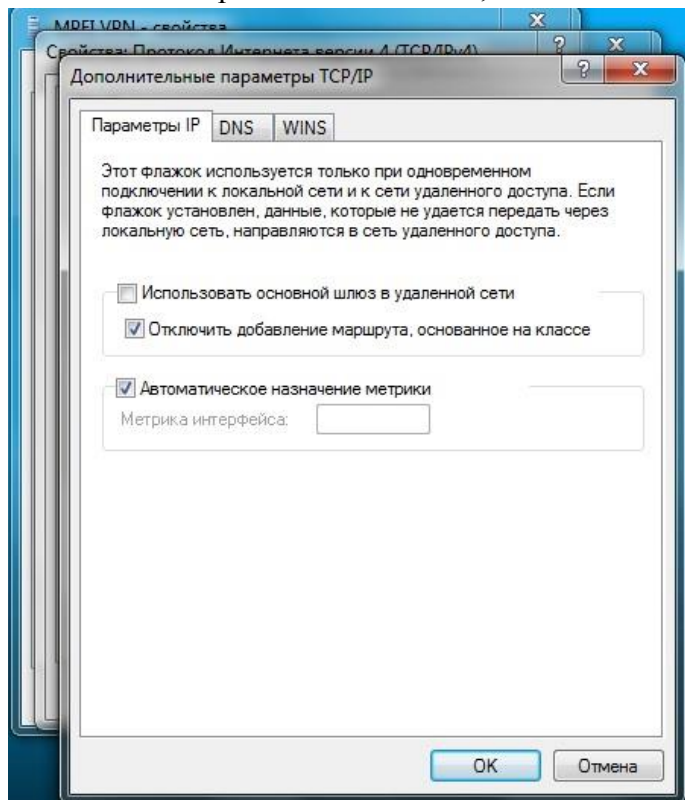 MPEI VPN - свойства
Свойства: Протокол Интернета версии 4 (TCP/IPv4)
Дополнительные параметры TCP/IP
Параметры IP DNS WINS
Этот флажок используется только при одновременном
подключении к локальной сети и к сети удаленного доступа. Если
флажок установлен, данные, которые не удается передать через
локальную сеть, направляются в сеть удаленного доступа.
Использовать основной шлюз в удаленной сети
Отключить добавление маршрута, основанное на классе
Автоматическое назначение метрики
Метрика интерфейса:
OK Отмена